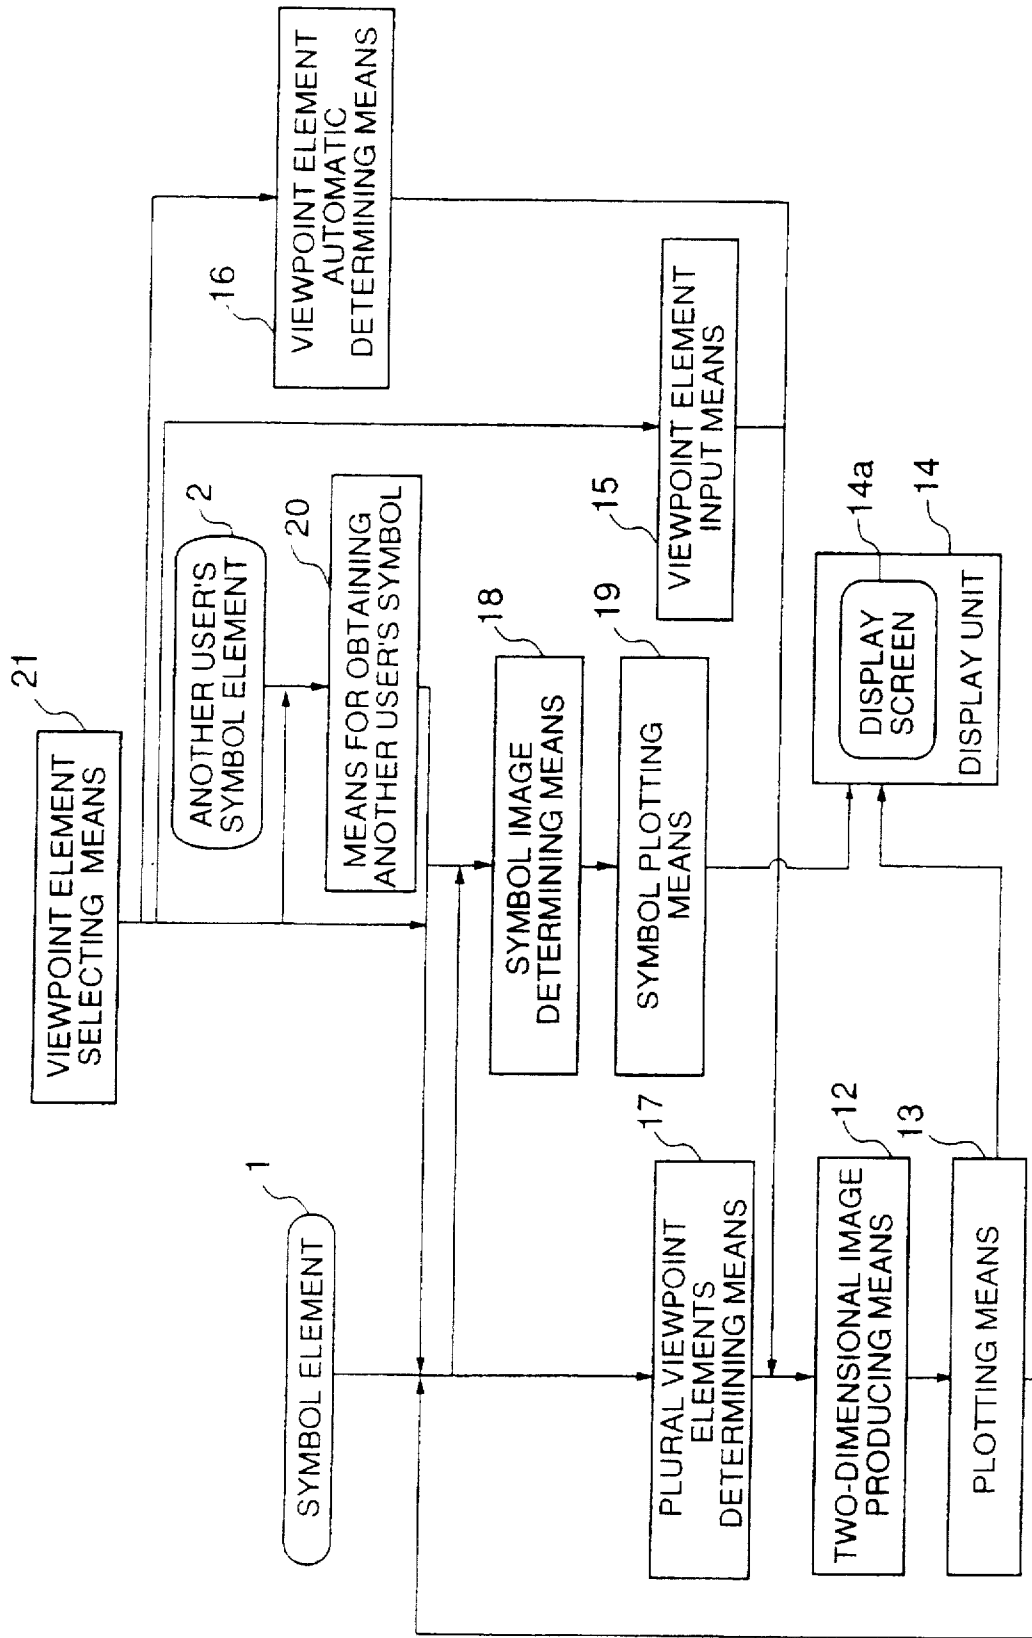 21
VIEWPOINT ELEMENT
SELECTING MEANS
1
SYMBOL ELEMENT
2
ANOTHER USER'S
SYMBOL ELEMENT
16
VIEWPOINT ELEMENT
AUTOMATIC
DETERMINING MEANS
20
MEANS FOR OBTAINING
ANOTHER USER'S SYMBOL
18
SYMBOL IMAGE
DETERMINING MEANS
19
SYMBOL PLOTTING
MEANS
15
VIEWPOINT ELEMENT
INPUT MEANS
17
PLURAL VIEWPOINT
ELEMENTS
DETERMINING MEANS
12
TWO-DIMENSIONAL IMAGE
PRODUCING MEANS
13
PLOTTING MEANS
14a
DISPLAY
SCREEN
14
DISPLAY UNIT